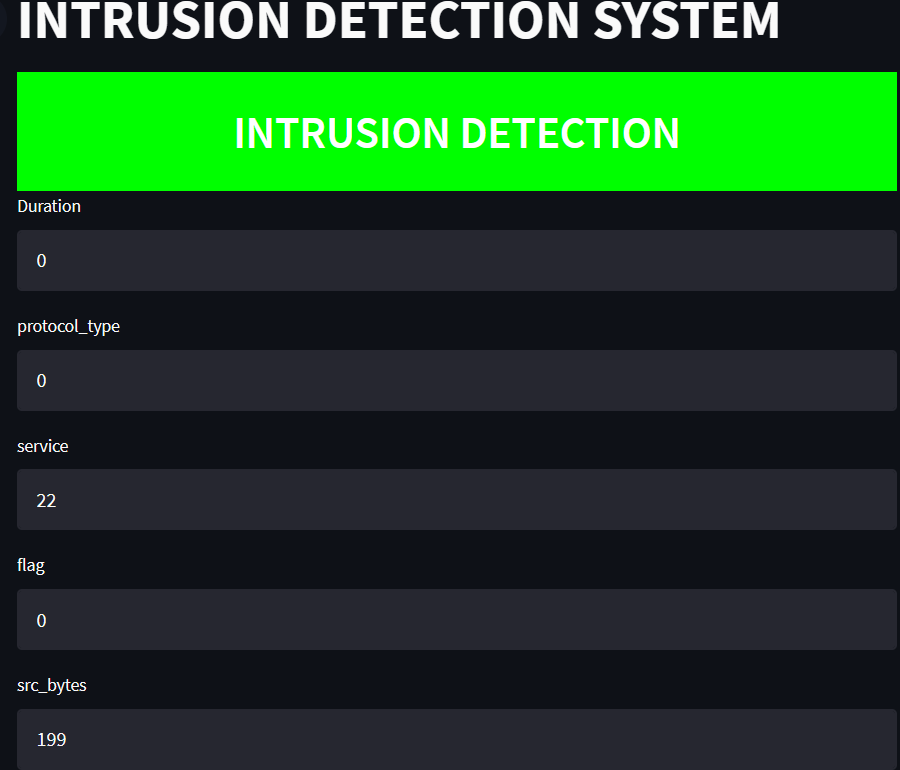 INTRUSION DETECTION SYSTEM
INTRUSION DETECTION
Duration
0
protocol_type
0
service
22
flag
0
src_bytes
199